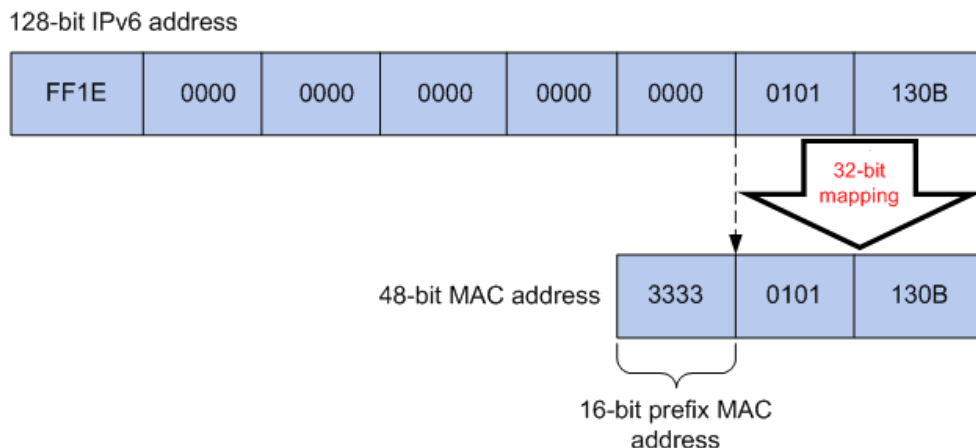 128-bit IPv6 address
FF1E 0000 0000 0000 0000 0000 0101 130B
32-bit
mapping
48-bit MAC address 3333 0101 130B
16-bit prefix MAC
address